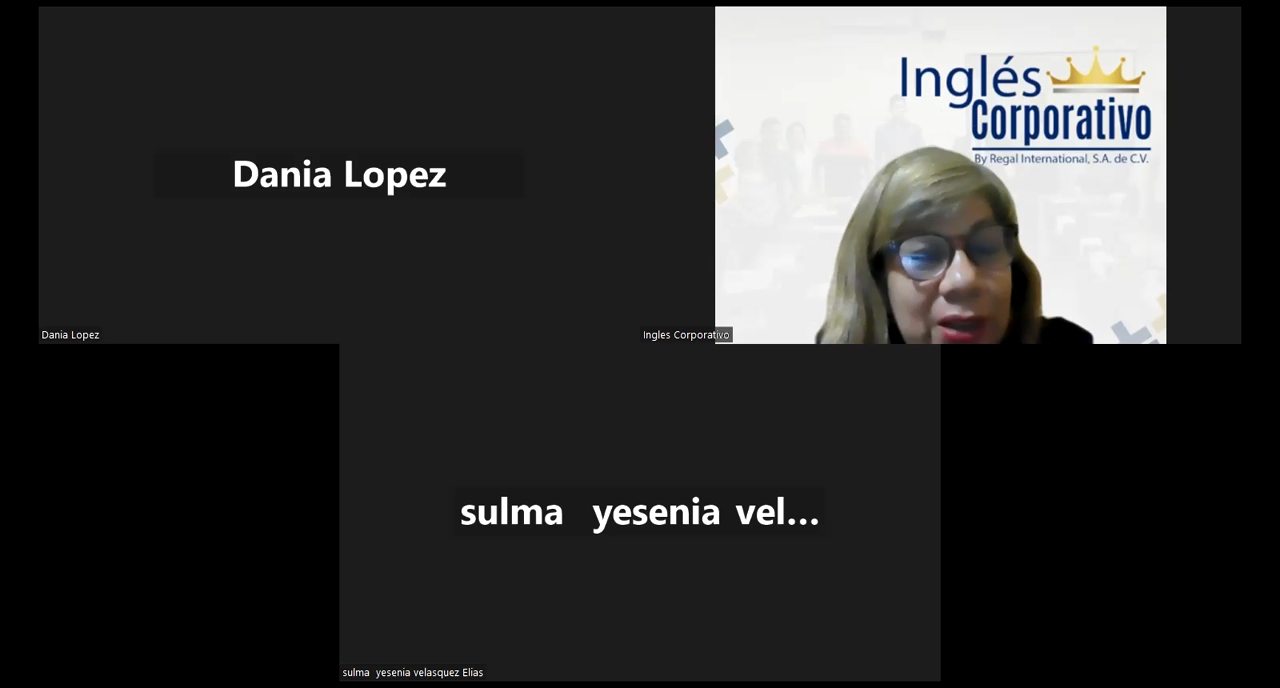 Dania Lopez
Dania Lopez
Inglés
Corporativo
By Regal International, S.A. de C.V.
Ingles Corporativo
sulma yesenia vel...
sulma yesenia velasquez Elias